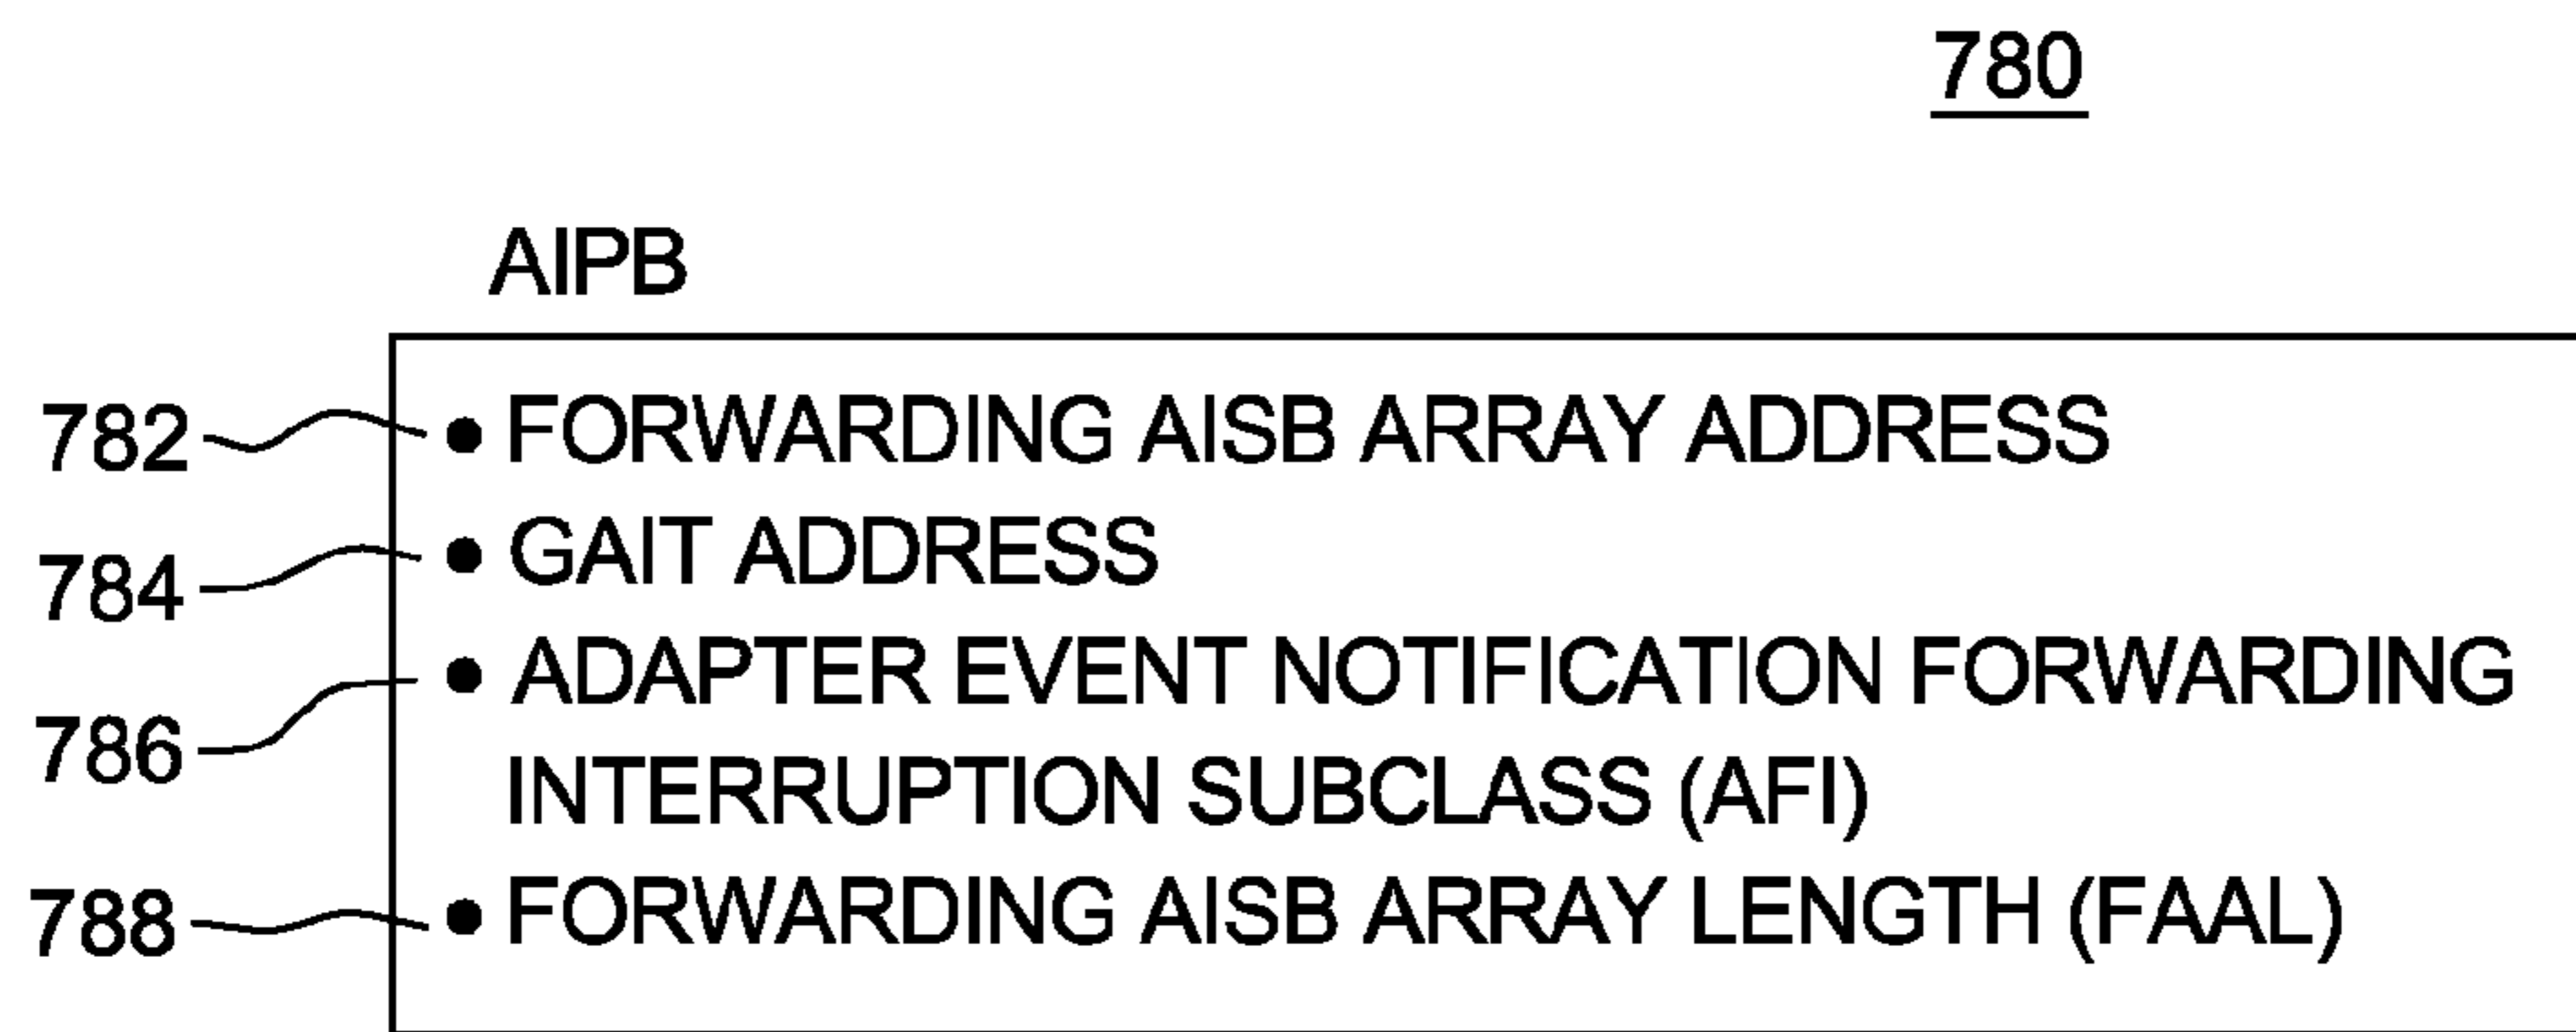 780
AIPB
782 • FORWARDING AISB ARRAY ADDRESS
784 • GAIT ADDRESS
786 • ADAPTER EVENT NOTIFICATION FORWARDING
INTERRUPTION SUBCLASS (AFI)
788 • FORWARDING AISB ARRAY LENGTH (FAAL)